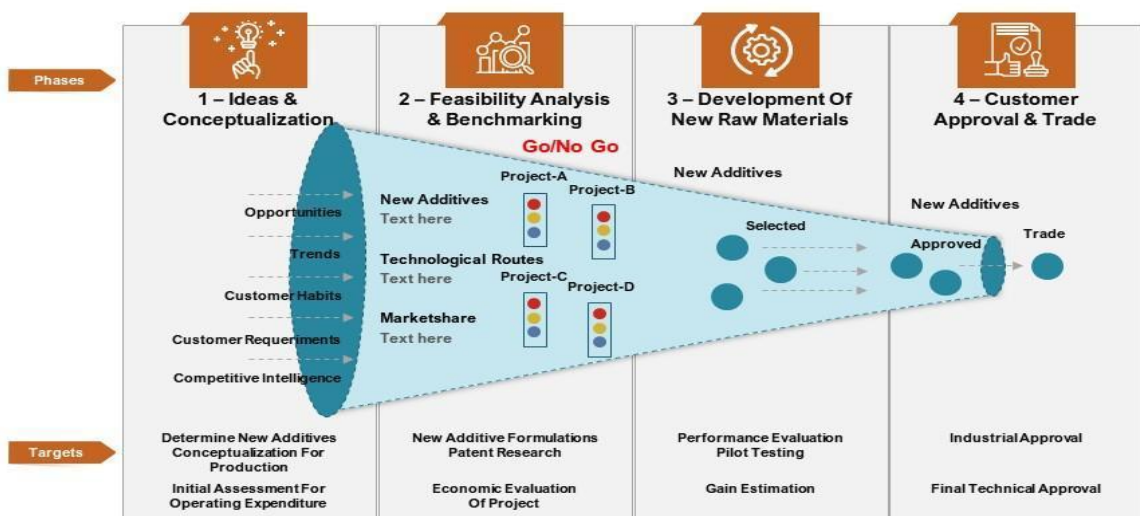 Phases
1 – Ideas &
Conceptualization
2 – Feasibility Analysis
& Benchmarking
3 – Development Of
New Raw Materials
4 – Customer
Approval & Trade
Go/No Go
Opportunities
Trends
Customer Habits
Customer Requeriments
Competitive Intelligence
New Additives
Text here
Technological Routes
Text here
Marketshare
Text here
Project-A
Project-B
Project-C
Project-D
New Additives
Selected
New Additives
Approved
Trade
Targets
Determine New Additives
Conceptualization For
Production
Initial Assessment For
Operating Expenditure
New Additive Formulations
Patent Research
Economic Evaluation
Of Project
Performance Evaluation
Pilot Testing
Gain Estimation
Industrial Approval
Final Technical Approval